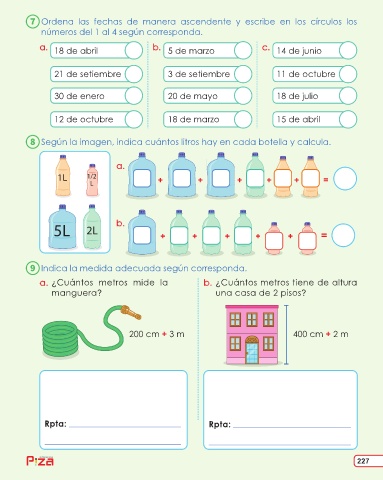 7 Ordena las fechas de manera ascendente y escribe en los círculos los
números del 1 al 4 según corresponda.
a. 18 de abril
21 de setiembre
30 de enero
12 de octubre
b. 5 de marzo
3 de setiembre
20 de mayo
18 de marzo
c. 14 de junio
11 de octubre
18 de julio
15 de abril
8 Según la imagen, indica cuántos litros hay en cada botella y calcula.
1L
1/2
L
5L
2L
a.
+ + + + + =
b.
+ + + + + =
9 Indica la medida adecuada según corresponda.
a. ¿Cuántos metros mide la
manguera?
200 cm + 3 m
Rpta:
b. ¿Cuántos metros tiene de altura
una casa de 2 pisos?
400 cm + 2 m
Rpta:
P:ZA
227